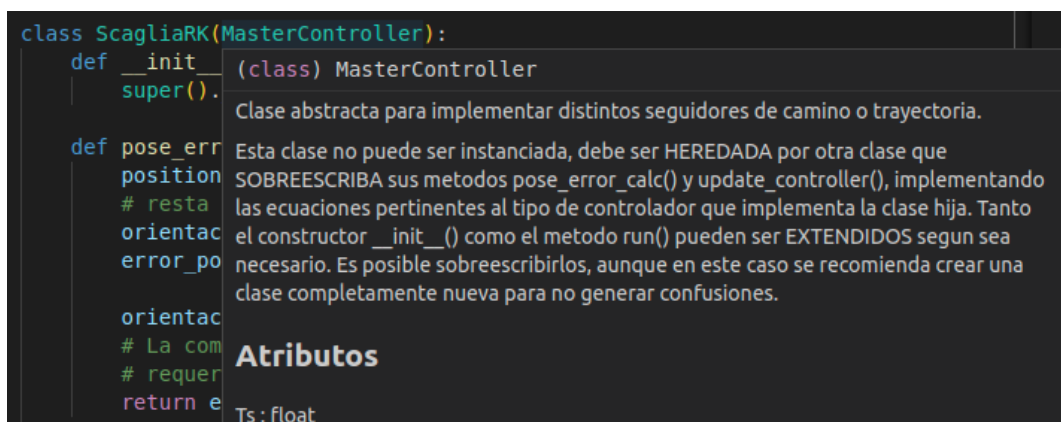 class ScagliaRK(MasterController):
def __init__
(class) MasterController
super().
Clase abstracta para implementar distintos seguidores de camino o trayectoria.
def pose_err
Esta clase no puede ser instanciada, debe ser HEREDADA por otra clase que
position
SOBREESCRIBA sus metodos pose_error_calc() y update_controller(), implementando
# resta
las ecuaciones pertinentes al tipo de controlador que implementa la clase hija. Tanto
orientac
el constructor __init__() como el metodo run() pueden ser EXTENDIDOS segun sea
error_po
necesario. Es posible sobreescribirlos, aunque en este caso se recomienda crear una
clase completamente nueva para no generar confusiones.
orientac
# La com
Atributos
# requer
return e
Ts : float